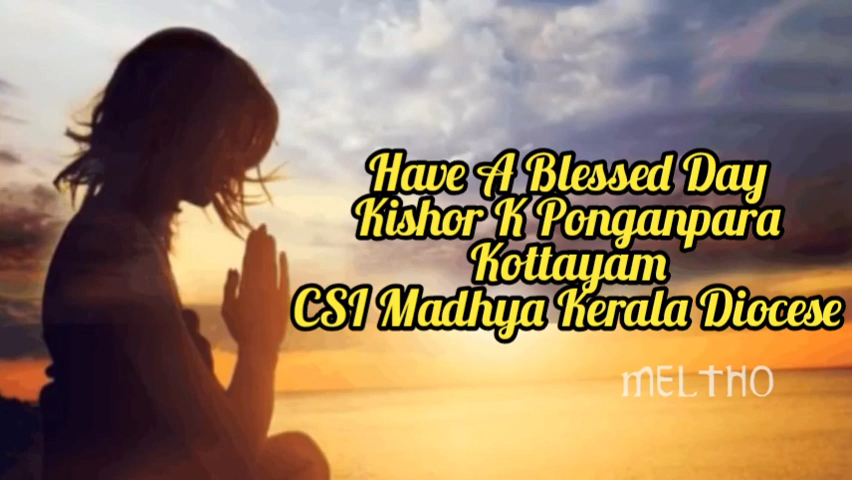 Have A Blessed Day
Kishor K Ponganpara
Kottayam
CSI Madhya Kerala Diocese
MELTHO